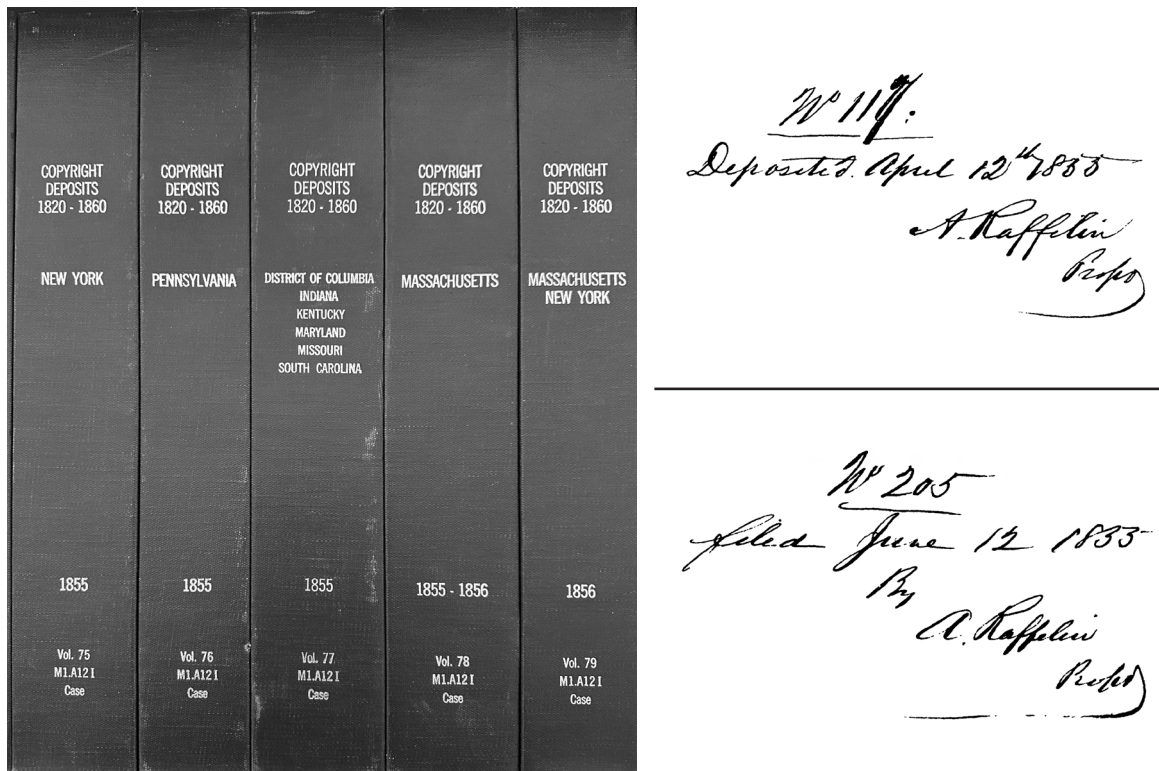 COPYRIGHT
DEPOSITS
1820 - 1860
NEW YORK
1855
Vol. 75
M1.A12 I
Case
COPYRIGHT
DEPOSITS
1820 - 1860
PENNSYLVANIA
1855
Vol. 76
M1.A12 I
Case
COPYRIGHT
DEPOSITS
1820 - 1860
DISTRICT OF COLUMBIA
INDIANA
KENTUCKY
MARYLAND
MISSOURI
SOUTH CAROLINA
1855
Vol. 77
M1.A12 I
Case
COPYRIGHT
DEPOSITS
1820 - 1860
MASSACHUSETTS
1855 - 1856
Vol. 78
M1.A12 I
Case
COPYRIGHT
DEPOSITS
1820 - 1860
MASSACHUSETTS
NEW YORK
1856
Vol. 79
M1.A12 I
Case
No
Deposited. April 12th 1855
A. Raffelin
Propr
No 205
filed June 12 1855
By
A. Raffelin
Propr